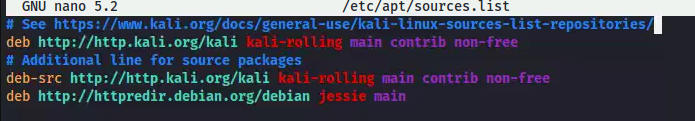 GNU nano 5.2 /etc/apt/sources.list
# See https://www.kali.org/docs/general-use/kali-linux-sources-list-repositories/
deb http://http.kali.org/kali kali-rolling main contrib non-free
# Additional line for source packages
deb-src http://http.kali.org/kali kali-rolling main contrib non-free
deb http://httpredir.debian.org/debian jessie main